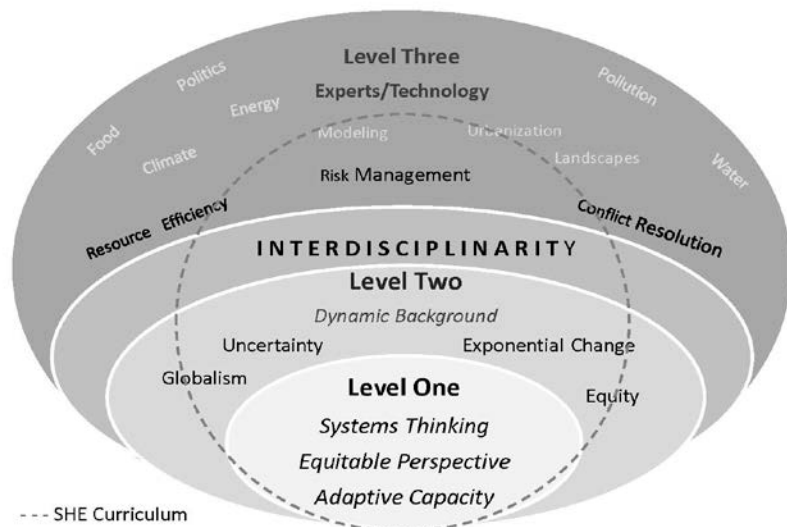 Level Three
Experts/Technology
Politics
Pollution
Food
Energy
Climate
Modeling
Urbanization
Landscapes
Water
Risk Management
Resource Efficiency
Conflict Resolution
INTERDISCIPLINARITY
Level Two
Dynamic Background
Uncertainty
Exponential Change
Globalism
Equity
Level One
Systems Thinking
Equitable Perspective
Adaptive Capacity
SHE Curriculum